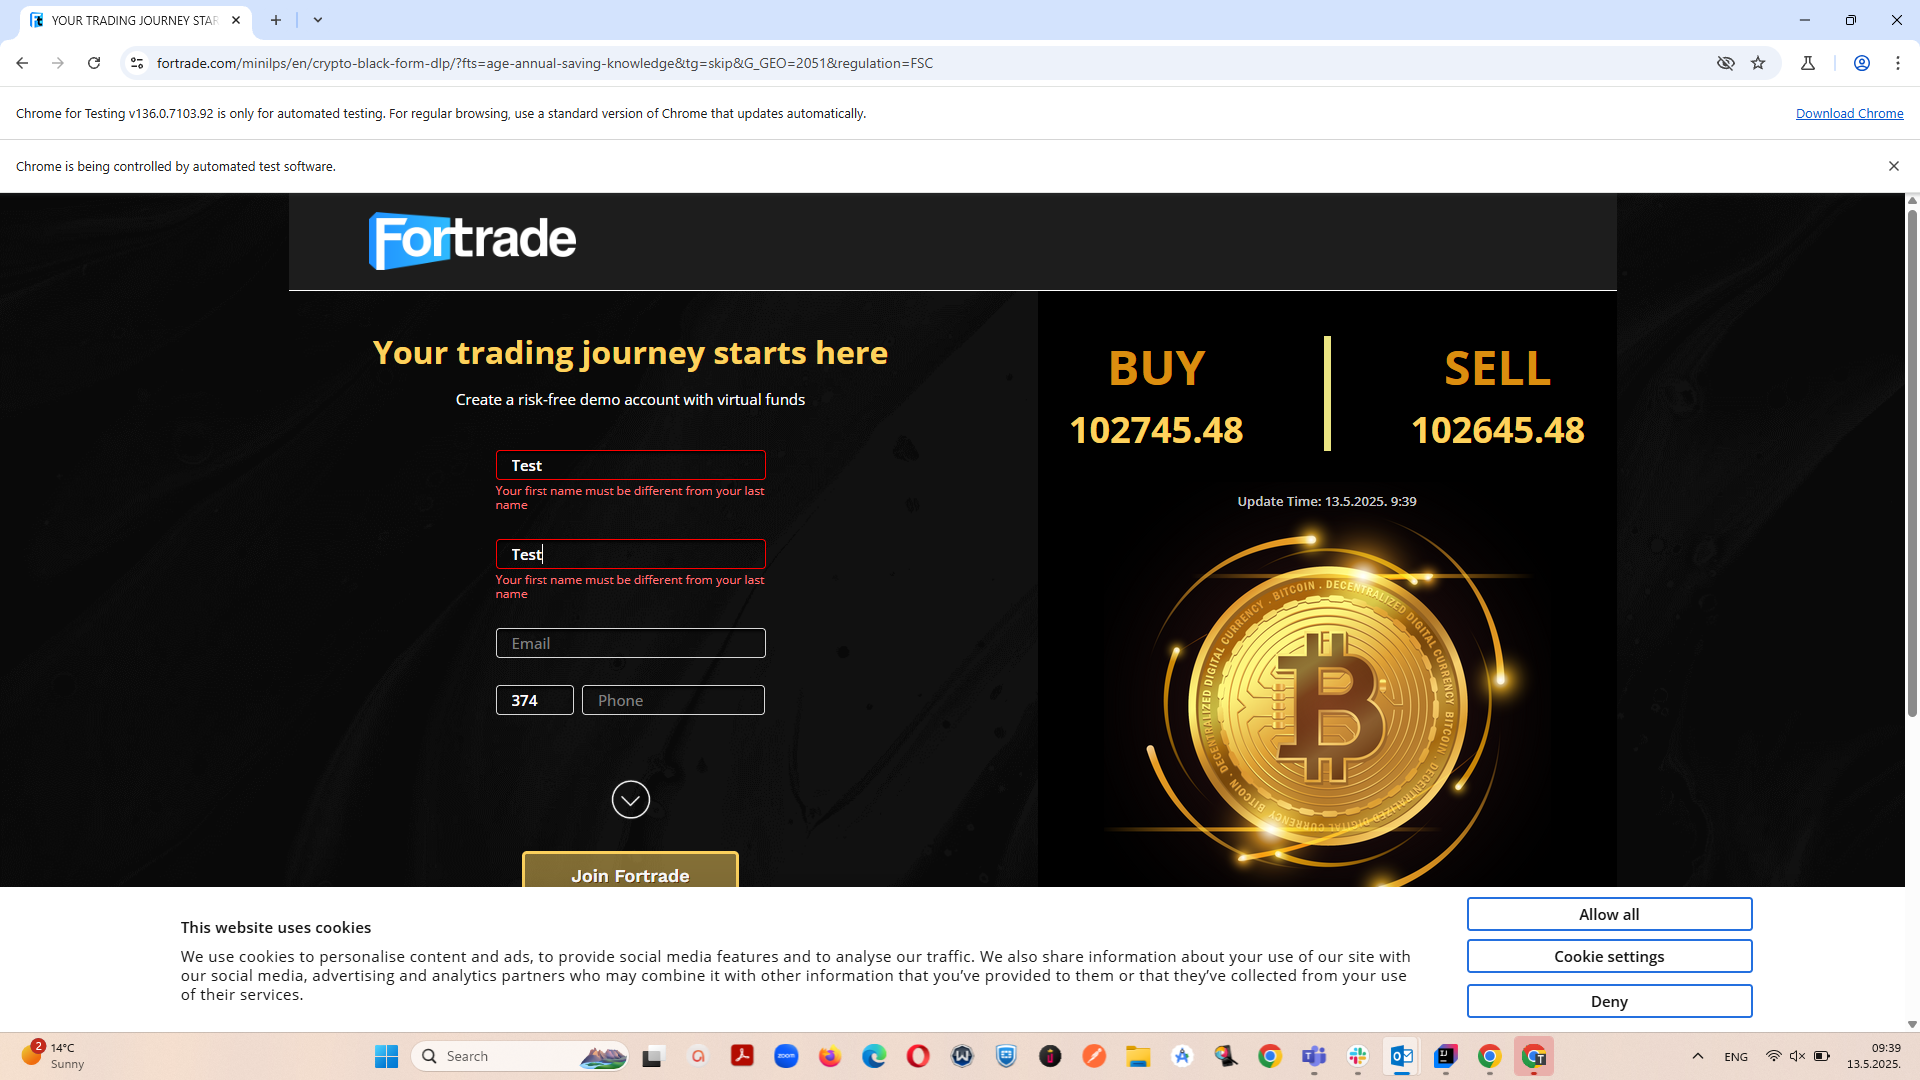 YOUR TRADING JOURNEY STAR
fortrade.com/minilps/en/crypto-black-form-dlp/?fts=age-annual-saving-knowledge&tg=skip&G_GEO=2051&regulation=FSC
Chrome for Testing v136.0.7103.92 is only for automated testing. For regular browsing, use a standard version of Chrome that updates automatically.
Download Chrome
Chrome is being controlled by automated test software.
Fortrade
Your trading journey starts here
Create a risk-free demo account with virtual funds
Test
Your first name must be different from your last
name
Test
Your first name must be different from your last
name
Email
374
Phone
Join Fortrade
BUY
102745.48
SELL
102645.48
Update Time: 13.5.2025. 9:39
BITCOIN . DECENTRALIZED DIGITAL CURRENCY . BITCOIN . DECENTRALIZED DIGITAL CURRENCY . BITCOIN . DECENTRALIZED DIGITAL CURRENCY
This website uses cookies
We use cookies to personalise content and ads, to provide social media features and to analyse our traffic. We also share information about your use of our site with
our social media, advertising and analytics partners who may combine it with other information that you've provided to them or that they've collected from your use
of their services.
Allow all
Cookie settings
Deny
2
14°C
Sunny
Search
zoom
ENG
09:39
13.5.2025.